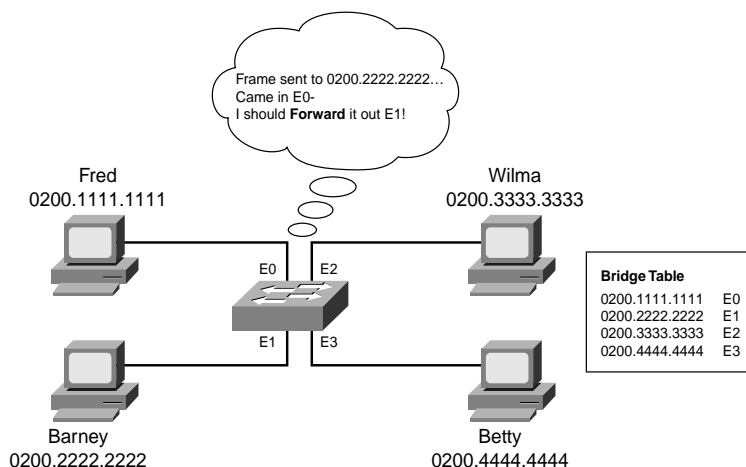 Frame sent to 0200.2222.2222…
Came in E0-
I should Forward it out E1!
Fred
0200.1111.1111
Wilma
0200.3333.3333
E0
E2
E1
E3
Bridge Table
0200.1111.1111 E0
0200.2222.2222 E1
0200.3333.3333 E2
0200.4444.4444 E3
Barney
0200.2222.2222
Betty
0200.4444.4444